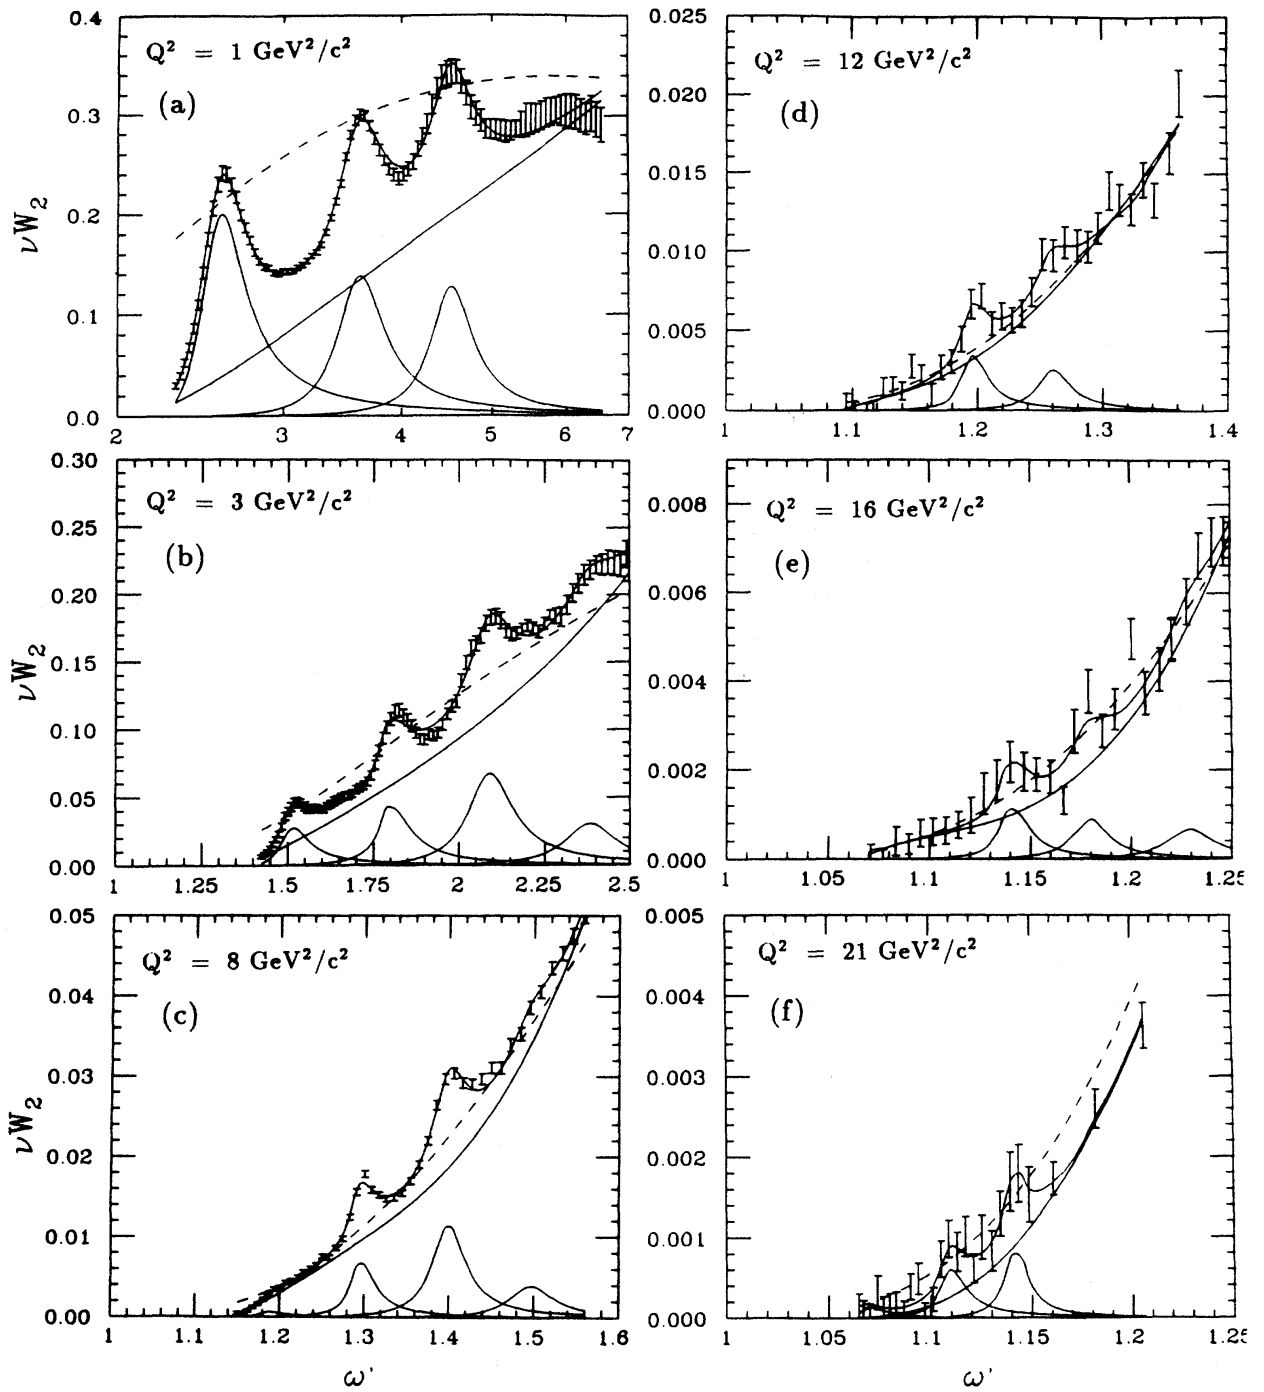 Q² = 1 GeV²/c²
(a)
νW₂
0.4
0.3
0.2
0.1
0.0
2 3 4 5 6 7
Q² = 12 GeV²/c²
(d)
0.025
0.020
0.015
0.010
0.005
0.000
1 1.1 1.2 1.3 1.4
Q² = 3 GeV²/c²
(b)
νW₂
0.30
0.25
0.20
0.15
0.10
0.05
0.00
1 1.25 1.5 1.75 2 2.25 2.5
Q² = 16 GeV²/c²
(e)
0.008
0.006
0.004
0.002
0.000
1 1.05 1.1 1.15 1.2 1.25
Q² = 8 GeV²/c²
(c)
νW₂
0.05
0.04
0.03
0.02
0.01
0.00
1 1.1 1.2 1.3 1.4 1.5 1.6
ω'
Q² = 21 GeV²/c²
(f)
0.005
0.004
0.003
0.002
0.001
0.000
1 1.05 1.1 1.15 1.2 1.25
ω'